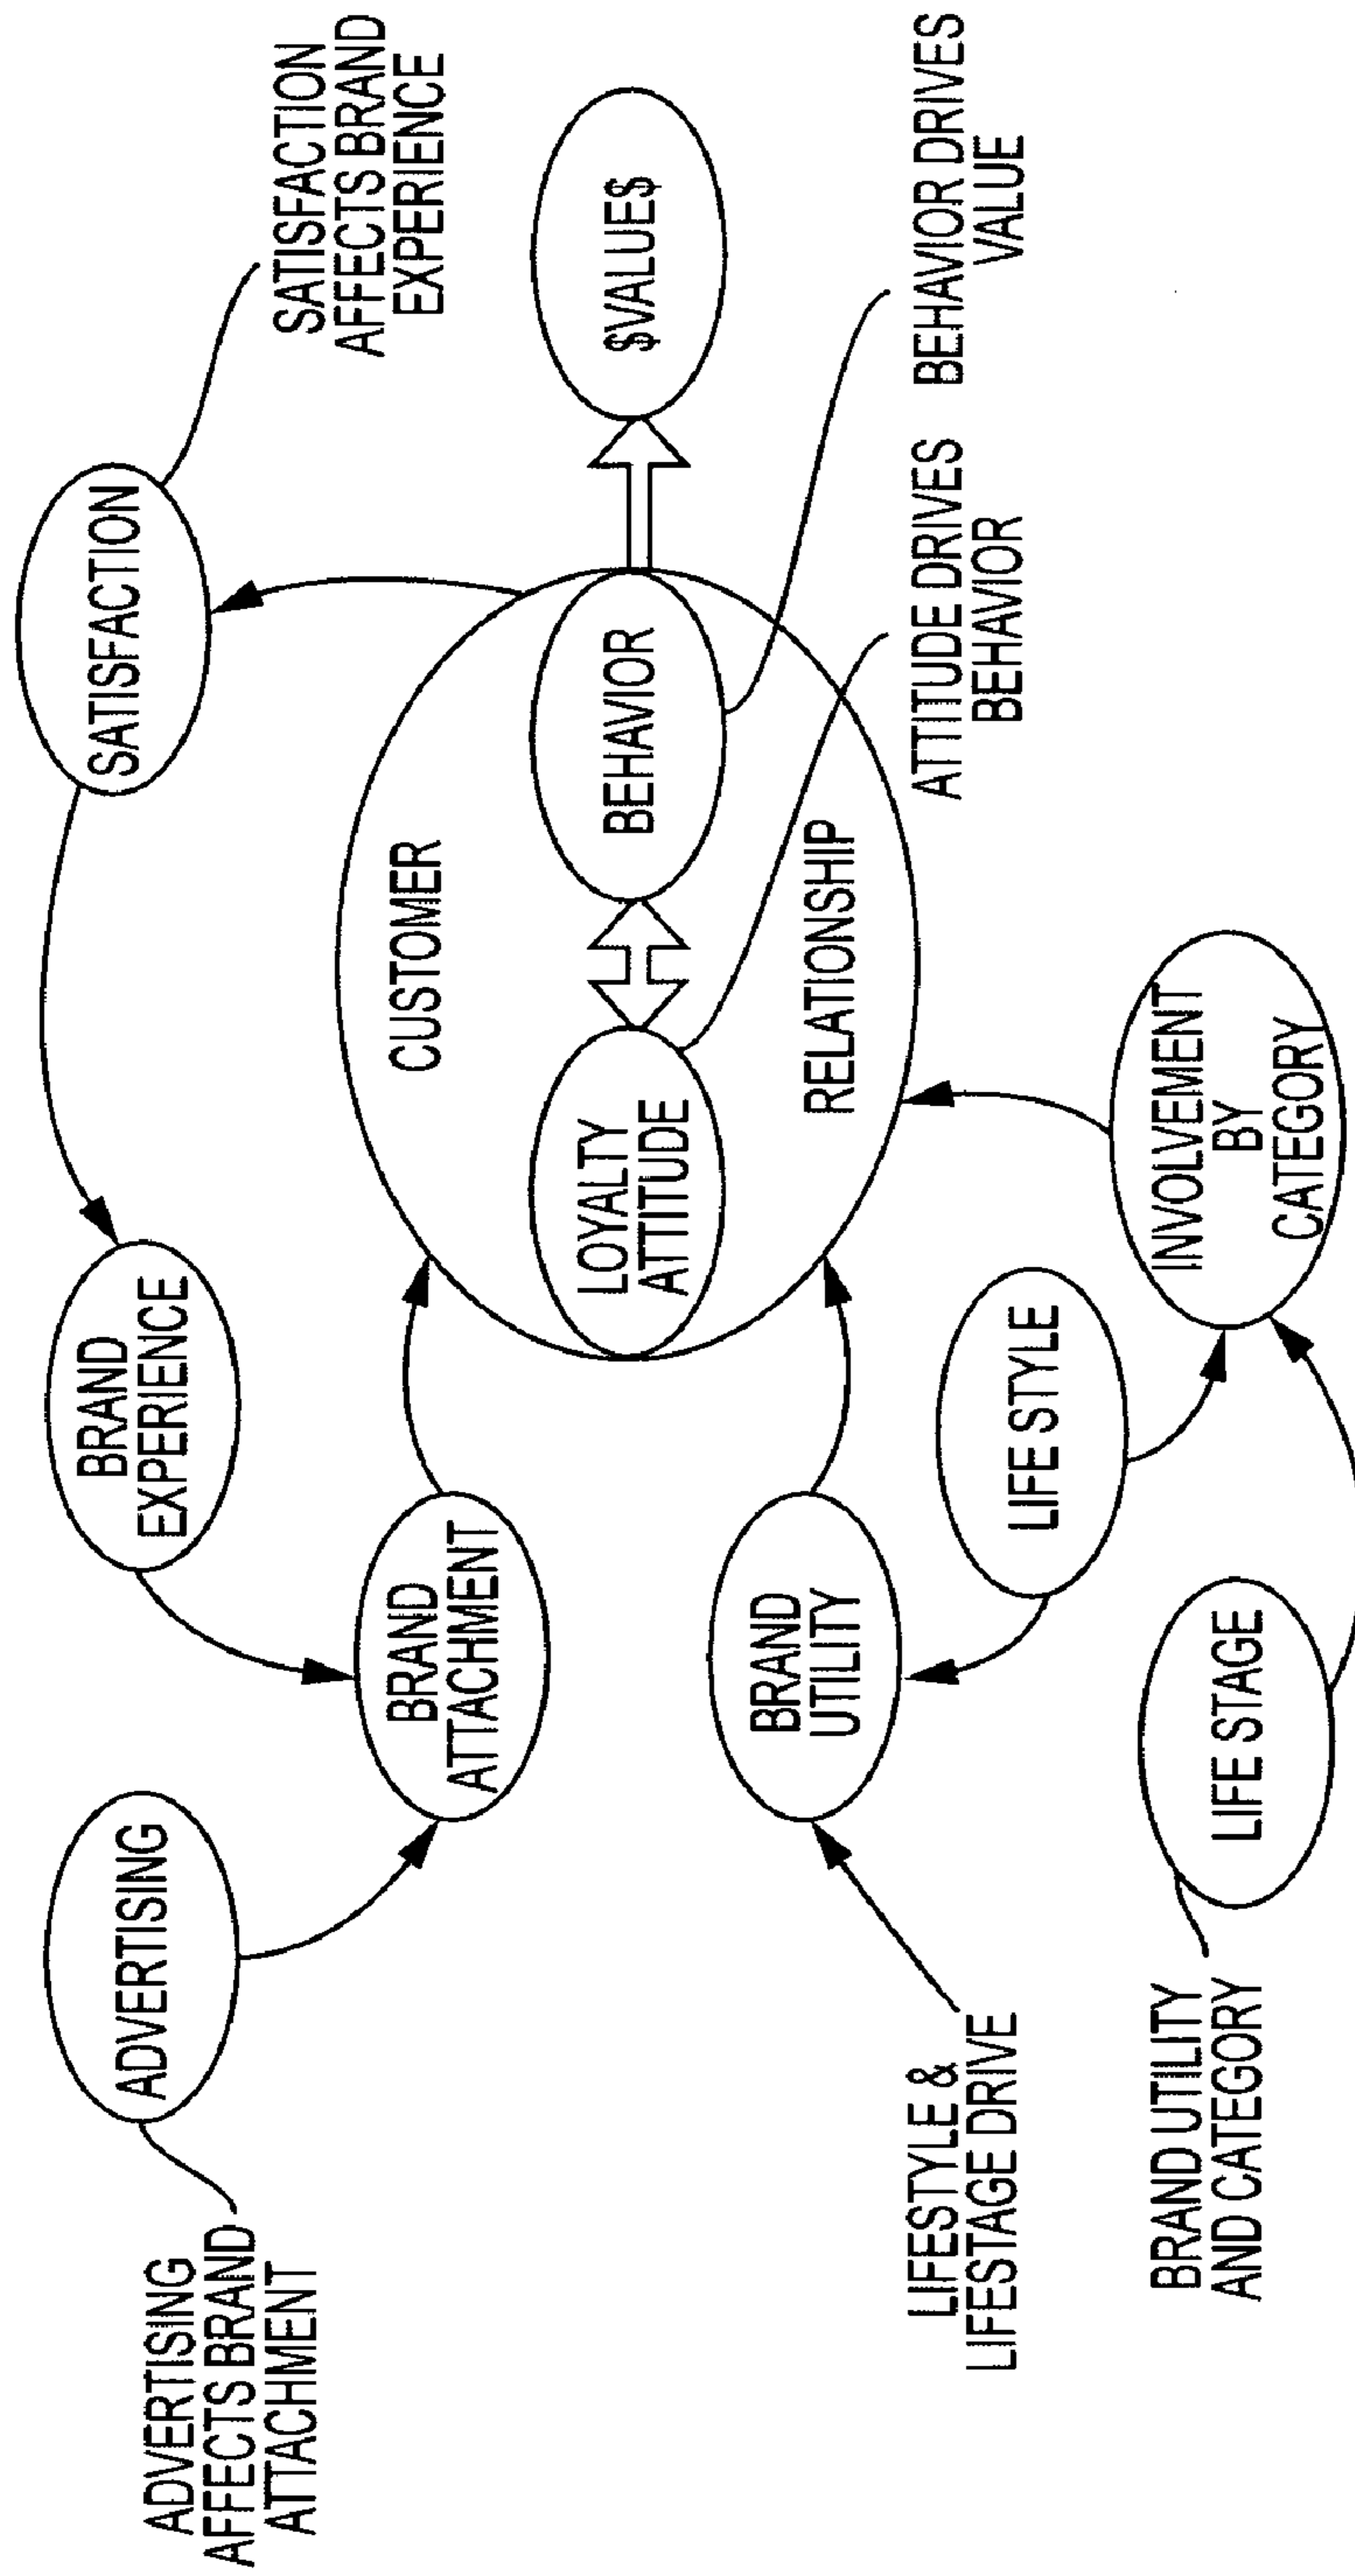 ADVERTISING
AFFECTS BRAND
ATTACHMENT
ADVERTISING
BRAND
EXPERIENCE
SATISFACTION
SATISFACTION
AFFECTS BRAND
EXPERIENCE
BRAND
ATTACHMENT
CUSTOMER
LOYALTY
ATTITUDE
BEHAVIOR
$VALUE$
RELATIONSHIP
BRAND
UTILITY
LIFESTYLE &
LIFESTAGE DRIVE
LIFE STYLE
ATTITUDE DRIVES
BEHAVIOR
BEHAVIOR DRIVES
VALUE
BRAND UTILITY
AND CATEGORY
LIFE STAGE
INVOLVEMENT
BY
CATEGORY